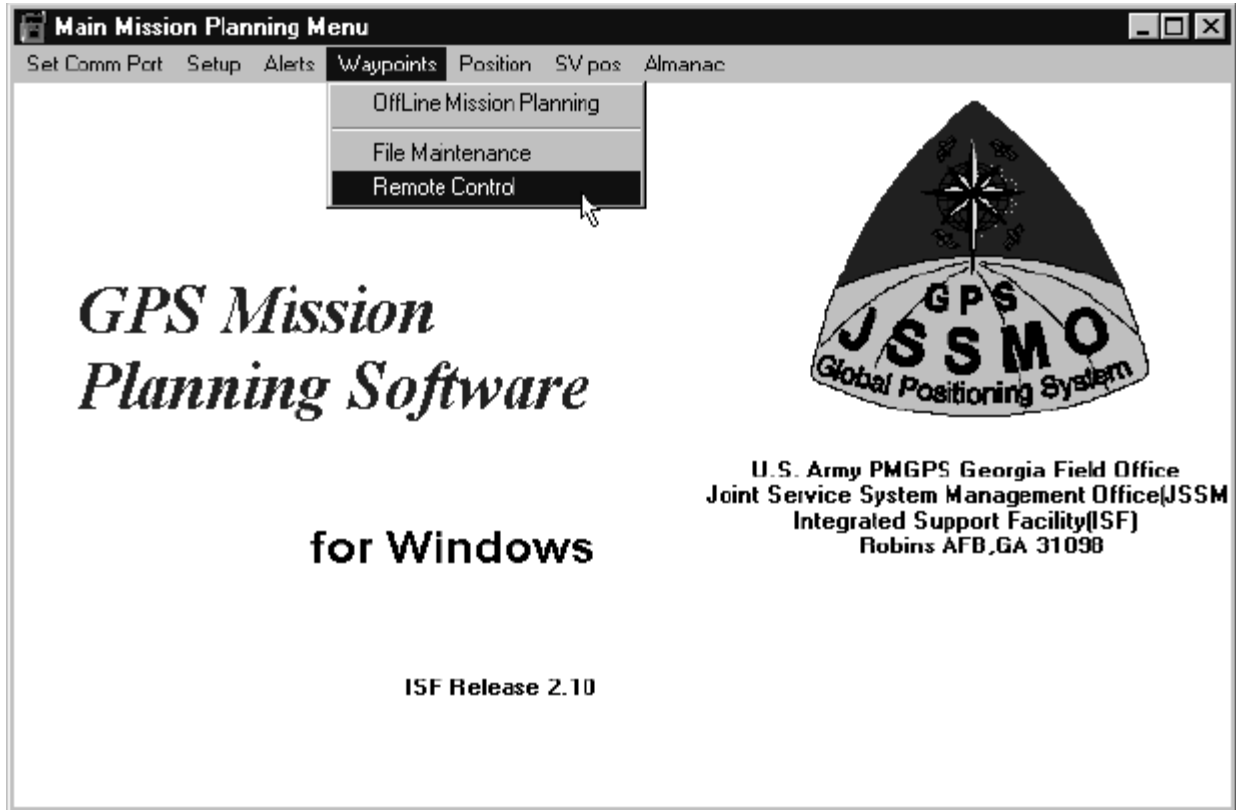 Main Mission Planning Menu
Set Comm Port Setup Alerts Waypoints Position SV pos Almanac
OffLine Mission Planning
File Maintenance
Remote Control
GPS Mission
Planning Software
for Windows
ISF Release 2.10
GPS
JSSMO
Global Positioning System
U.S. Army PMGPS Georgia Field Office
Joint Service System Management Office(JSSM
Integrated Support Facility(ISF)
Robins AFB,GA 31098